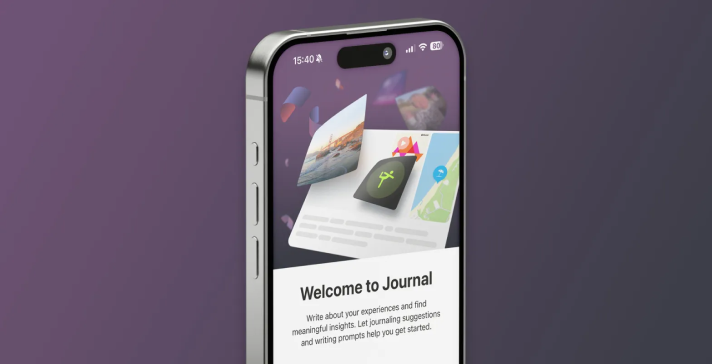 15:40
80
Welcome to Journal
Write about your experiences and find
meaningful insights. Let journaling suggestions
and writing prompts help you get started.